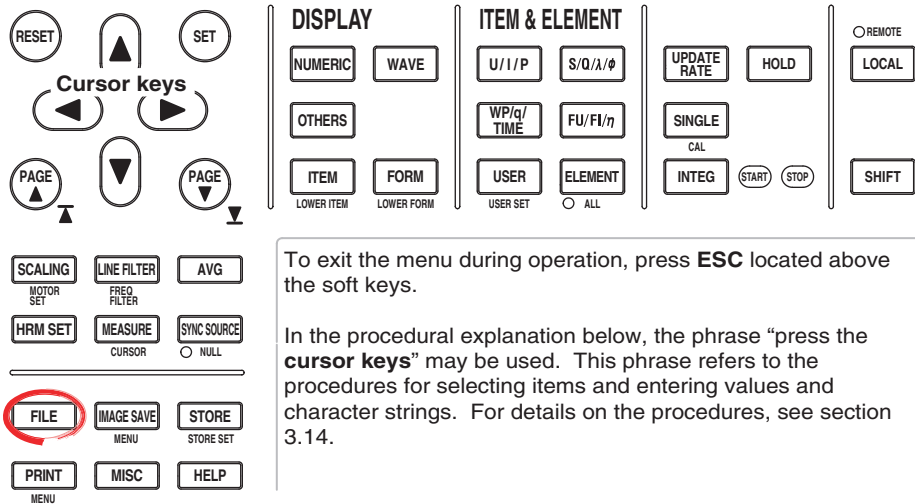 RESET
SET
Cursor keys
PAGE
PAGE
DISPLAY
NUMERIC
WAVE
OTHERS
ITEM
FORM
LOWER ITEM
LOWER FORM
ITEM & ELEMENT
U / I / P
S/Q/λ/ϕ
WP/q/
TIME
FU/FI/η
USER
ELEMENT
USER SET
ALL
UPDATE
RATE
HOLD
SINGLE
CAL
INTEG
START
STOP
REMOTE
LOCAL
SHIFT
SCALING
LINE FILTER
AVG
MOTOR
SET
FREQ
FILTER
HRM SET
MEASURE
SYNC SOURCE
CURSOR
NULL
FILE
IMAGE SAVE
STORE
MENU
STORE SET
PRINT
MISC
HELP
MENU
To exit the menu during operation, press ESC located above
the soft keys.
In the procedural explanation below, the phrase “press the
cursor keys” may be used. This phrase refers to the
procedures for selecting items and entering values and
character strings. For details on the procedures, see section
3.14.